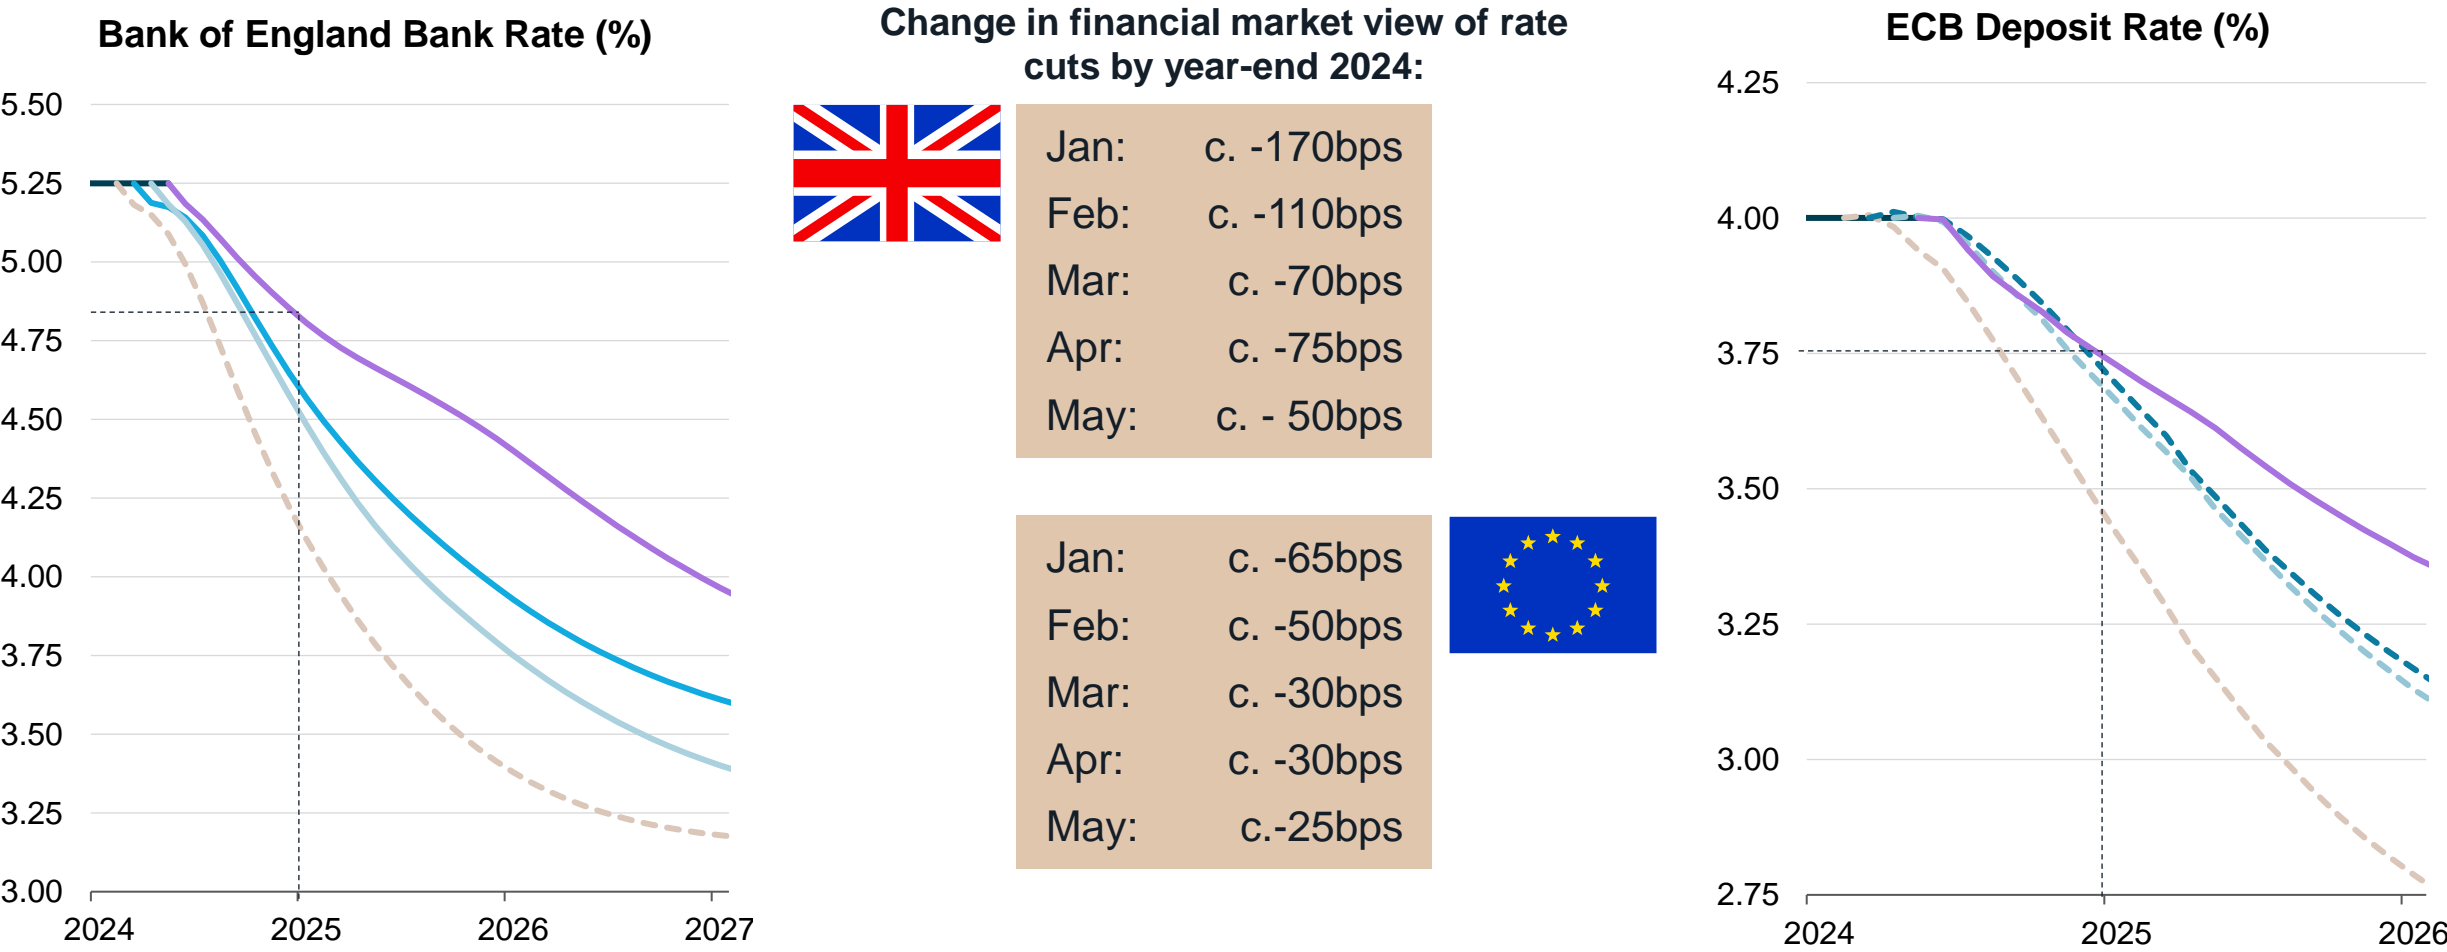 Bank of England Bank Rate (%)
5.50
5.25
5.00
4.75
4.50
4.25
4.00
3.75
3.50
3.25
3.00
2024 2025 2026 2027
Change in financial market view of rate
cuts by year-end 2024:
Jan: c. -170bps
Feb: c. -110bps
Mar: c. -70bps
Apr: c. -75bps
May: c. - 50bps
Jan: c. -65bps
Feb: c. -50bps
Mar: c. -30bps
Apr: c. -30bps
May: c.-25bps
ECB Deposit Rate (%)
4.25
4.00
3.75
3.50
3.25
3.00
2.75
2024 2025 2026